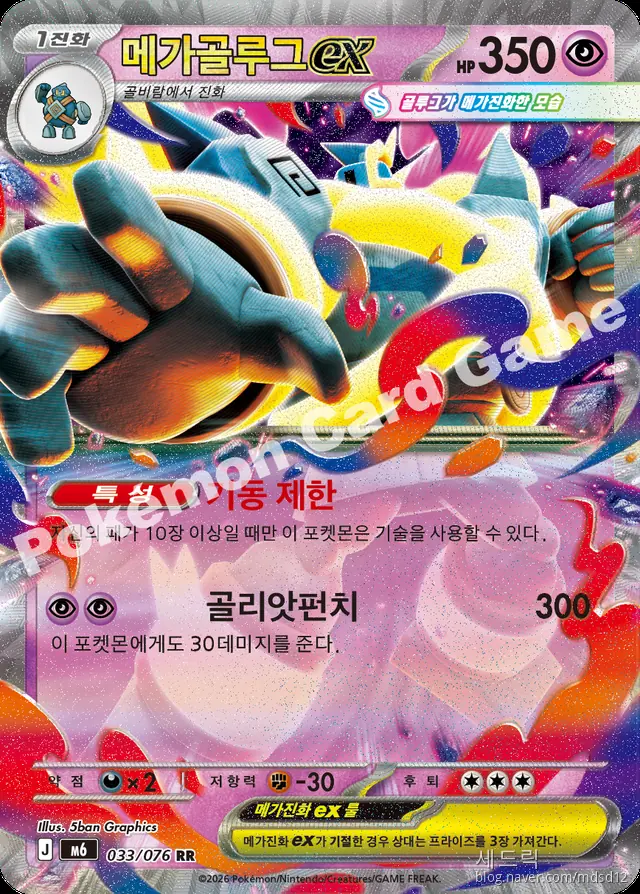 1진화
메가골루그ex
HP 350
골비람에서 진화
골루그가 메가진화한 모습
Pokémon Card Game
특성 기동 제한
자신의 패가 10장 이상일 때만 이 포켓몬은 기술을 사용할 수 있다.
골리앗펀치 300
이 포켓몬에게도 30데미지를 준다.
약점 ×2 저항력 -30 후퇴
메가진화 ex 룰
메가진화 ex가 기절한 경우 상대는 프라이즈를 3장 가져간다.
Illus. 5ban Graphics
J M6 033/076 RR
세드릭
blog.naver.com/mdsd12
©2026 Pokémon/Nintendo/Creatures/GAME FREAK.